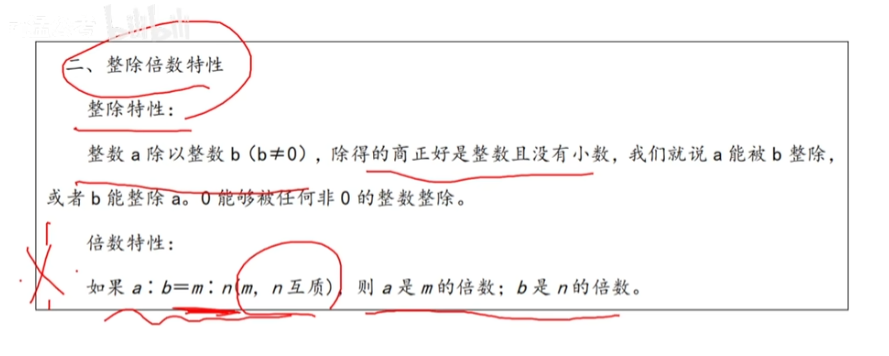 bilibili
二、整除倍数特性
整除特性：
整数 a 除以整数 b（b≠0），除得的商正好是整数且没有小数，我们就说 a 能被 b 整除，
或者 b 能整除 a。0 能够被任何非 0 的整数整除。
倍数特性：
如果 a∶b＝m∶n(m，n 互质)，则 a 是 m 的倍数；b 是 n 的倍数。